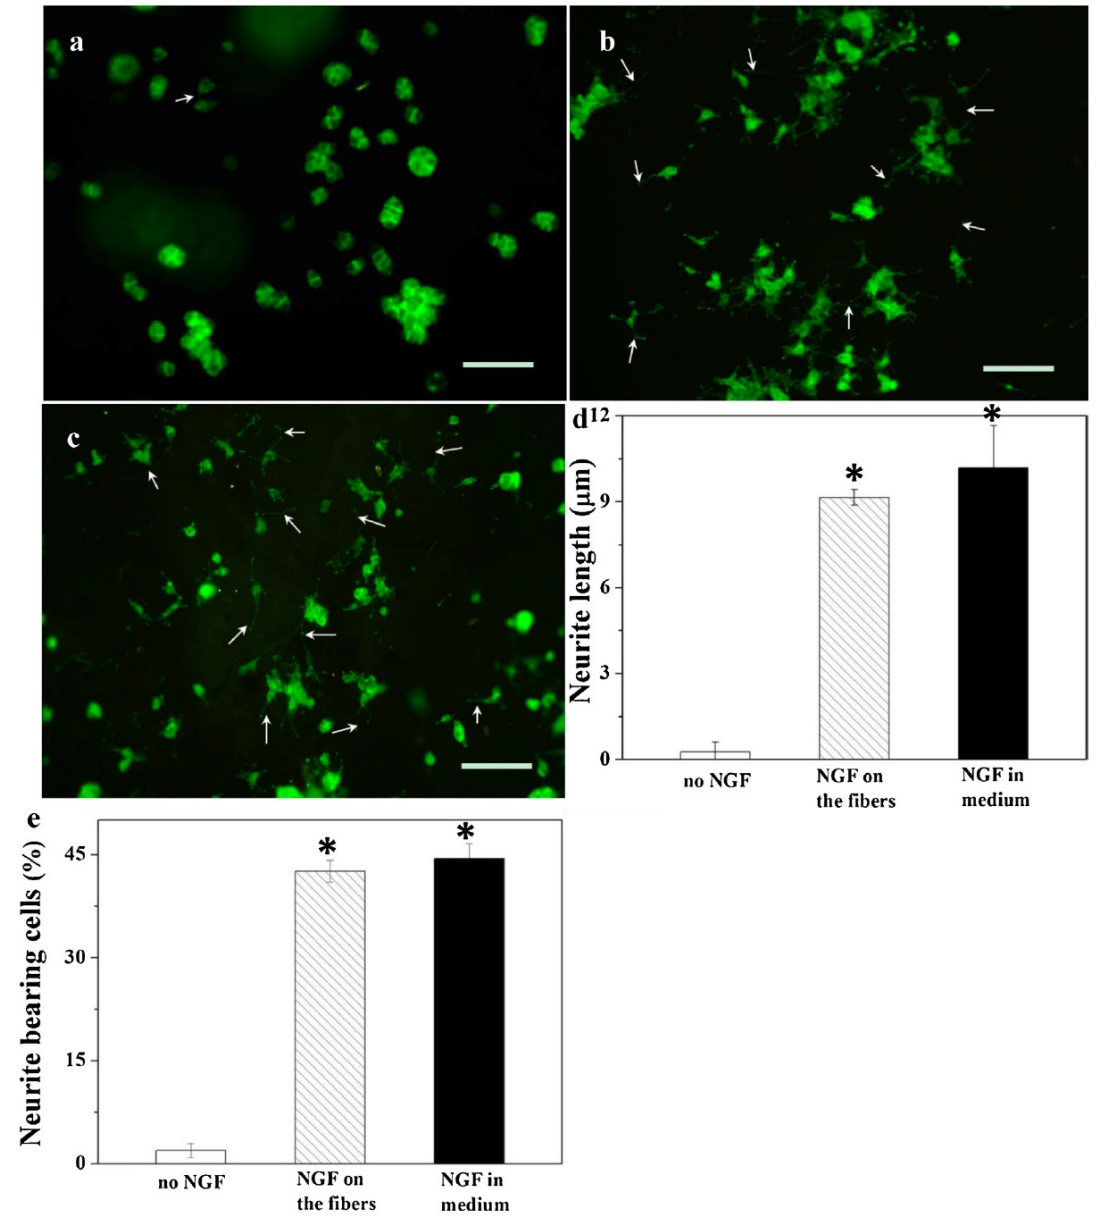 a
b
c
d
12
9
6
3
0
Neurite length (μm)
*
*
no NGF
NGF on
the fibers
NGF in
medium
e
45
30
15
0
Neurite bearing cells (%)
*
*
no NGF
NGF on
the fibers
NGF in
medium